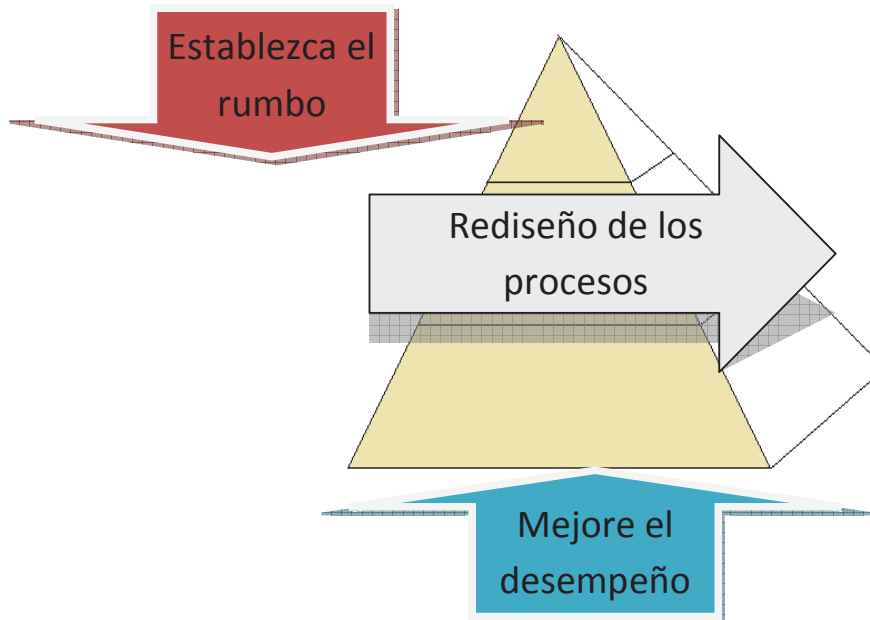 Establezca el
rumbo
Rediseño de los
procesos
Mejore el
desempeño